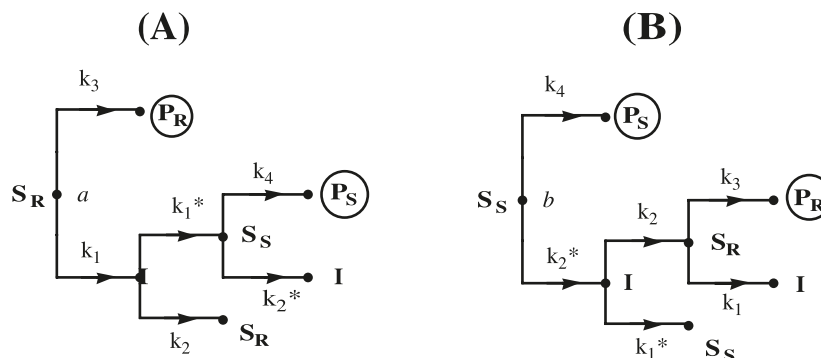 (A)
k3
PR
SR
a
k1
I
k1*
k4
PS
SS
k2*
I
k2
SR
(B)
k4
PS
SS
b
k2*
I
k2
k3
PR
SR
k1
I
k1*
SS